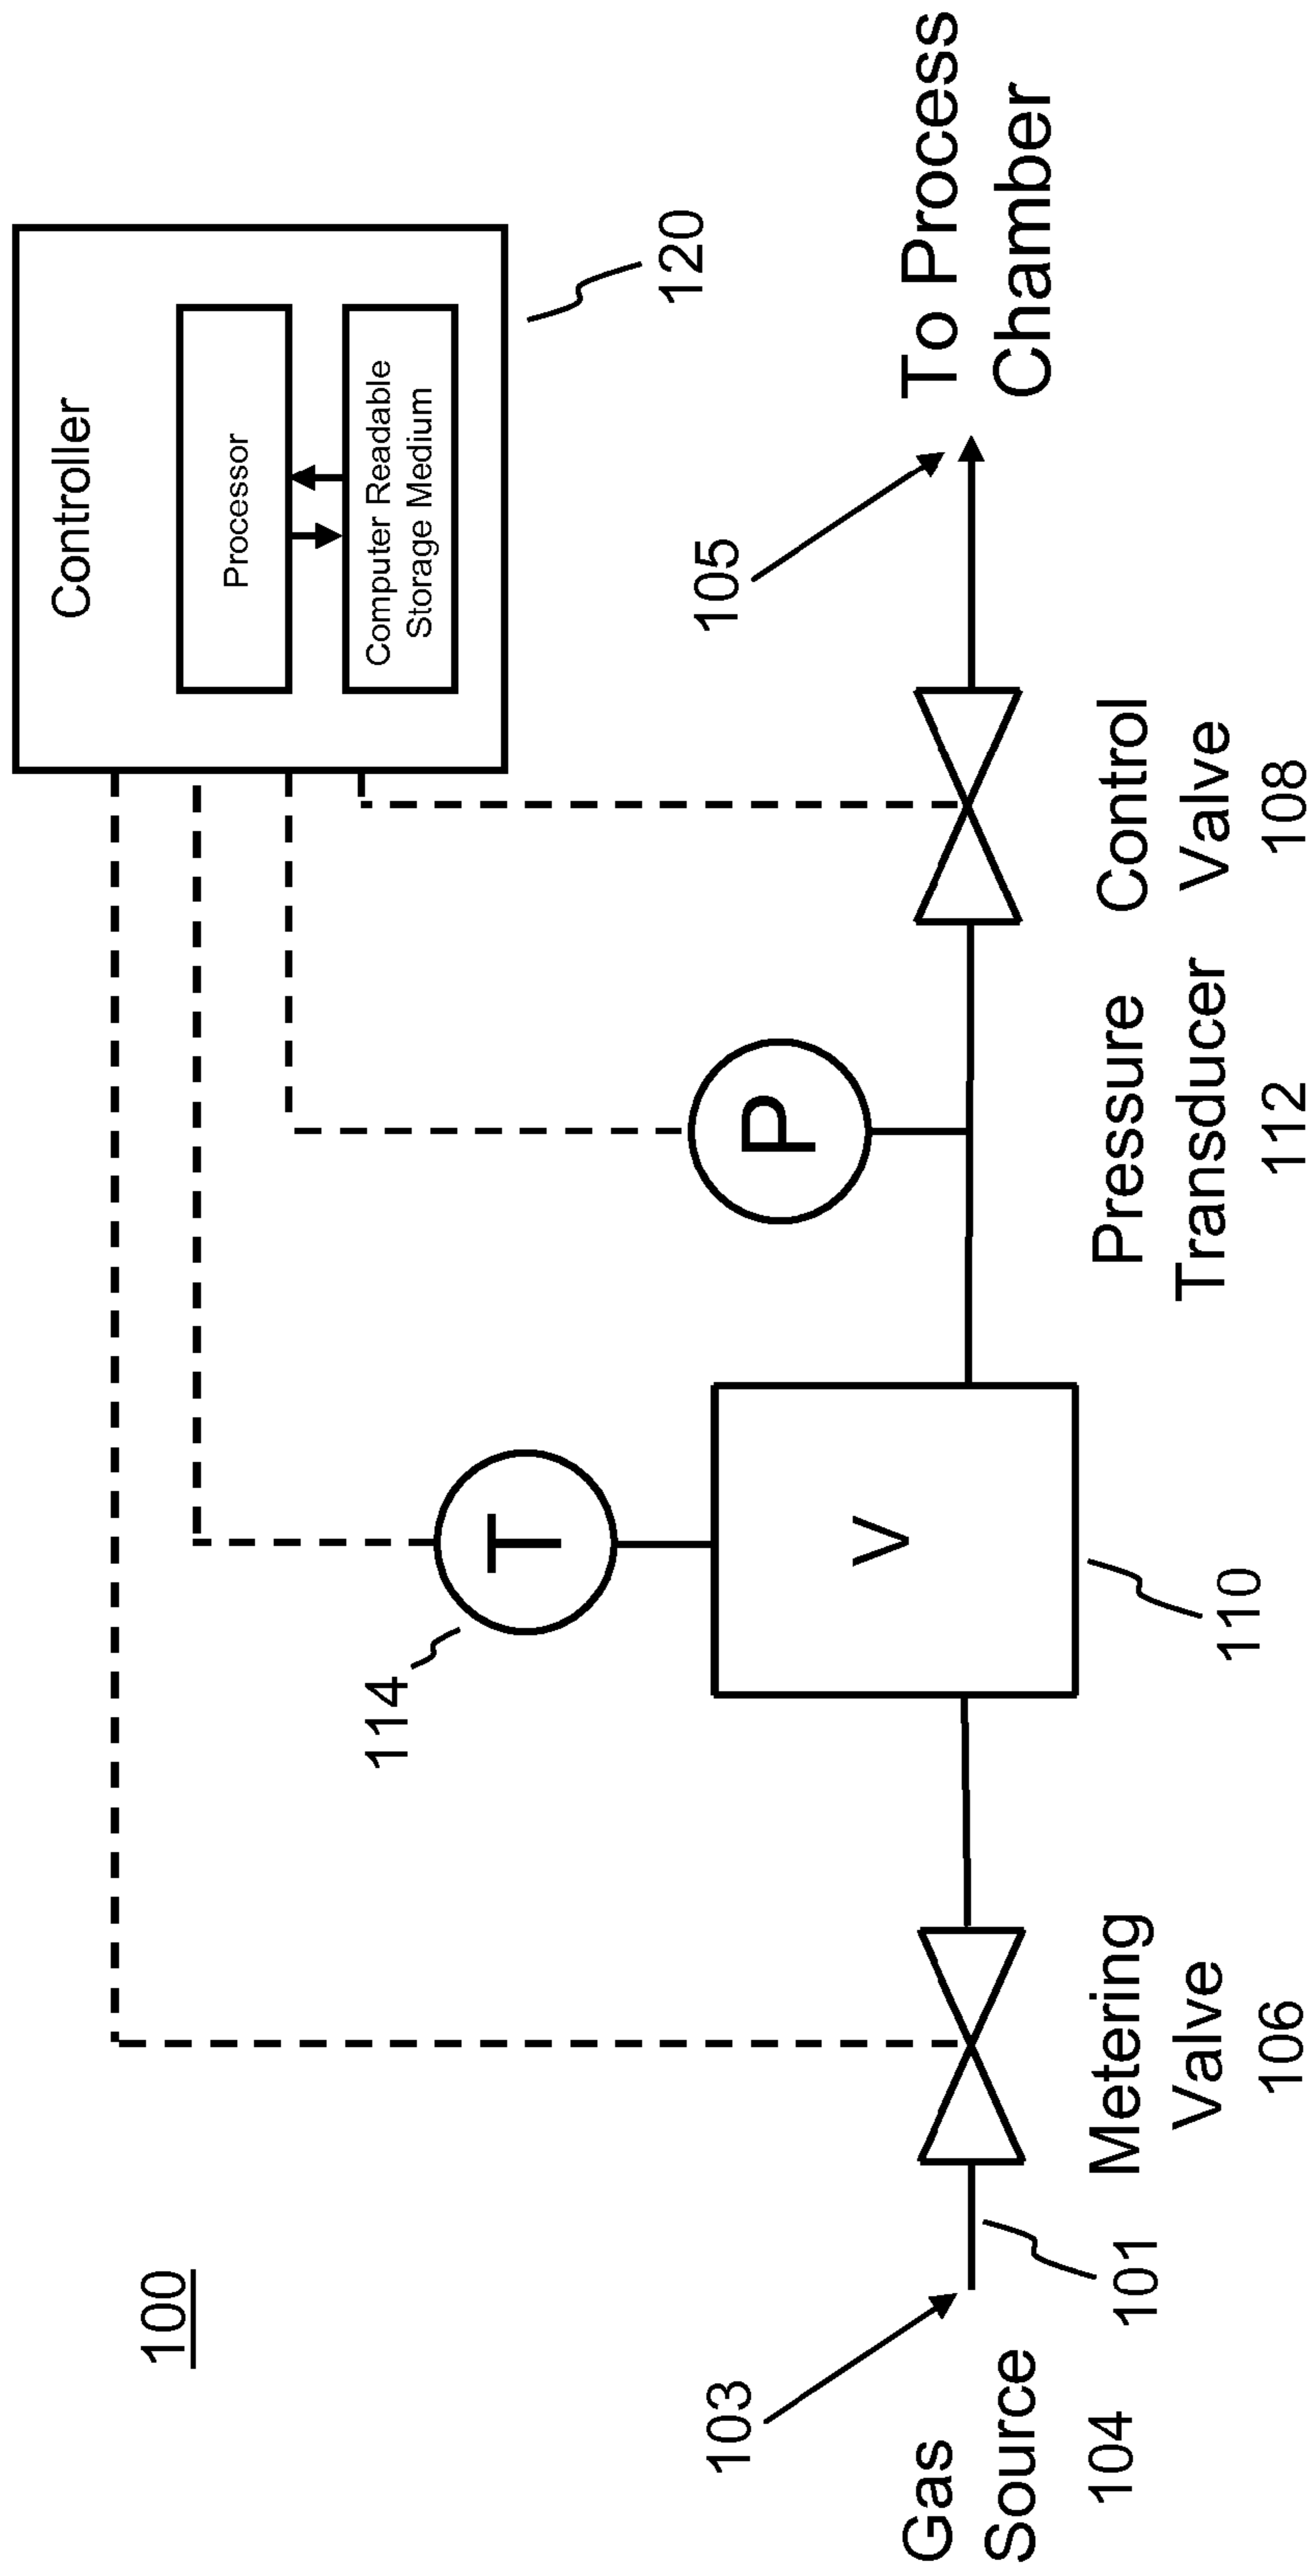 100
Controller
Processor
Computer Readable
Storage Medium
120
114
T
P
V
110
103
105
Gas
Source
104
101
Metering
Valve
106
Pressure
Transducer
112
Control
Valve
108
To Process
Chamber